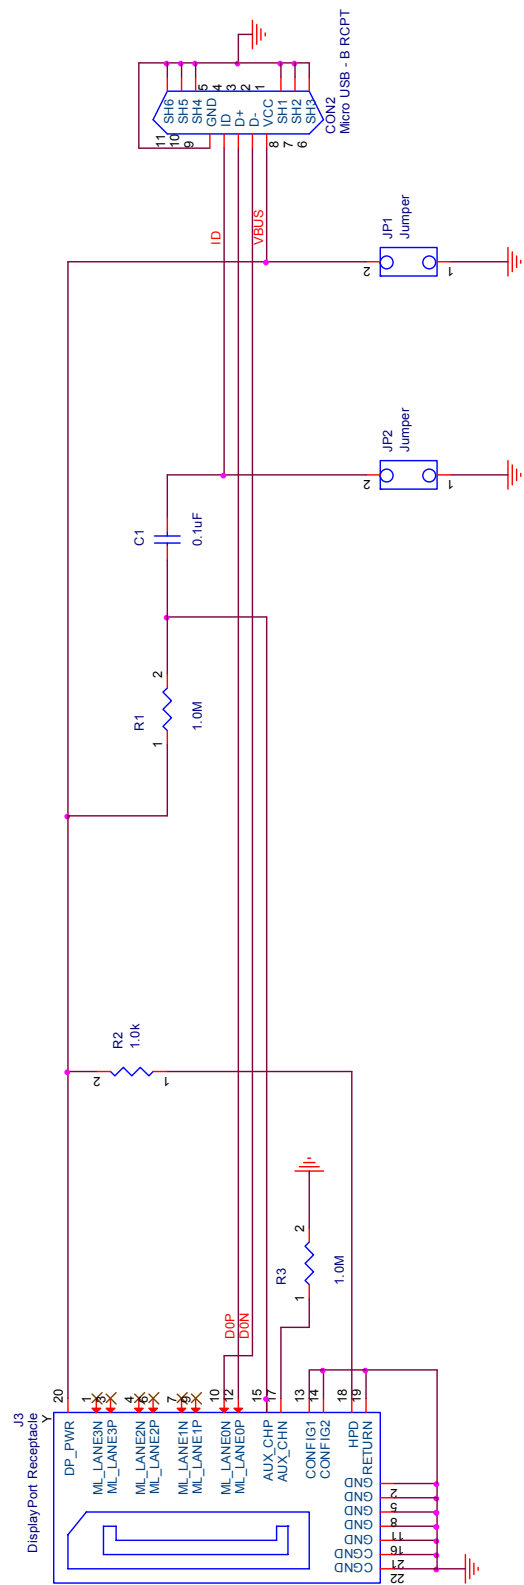 11
10
9
SH6
SH5
SH4
GND
ID
D+
D-
VCC
SH1
SH2
SH3
5
4
3
2
1
8
7
6
CON2
Micro USB - B RCPT
ID
VBUS
JP1
Jumper
2
1
JP2
Jumper
2
1
C1
0.1uF
R1
1.0M
1
2
R2
1.0k
2
1
R3
1.0M
1
2
D0P
D0N
J3
DisplayPort Receptacle
Y
20
DP_PWR
1
ML_LANE3N
3
ML_LANE3P
4
ML_LANE2N
6
ML_LANE2P
7
ML_LANE1N
9
ML_LANE1P
10
ML_LANE0N
12
ML_LANE0P
15
AUX_CHP
17
AUX_CHN
13
CONFIG1
14
CONFIG2
18
HPD
19
RETURN
GND
2
GND
5
GND
8
GND
11
GND
16
CGND
21
CGND
22